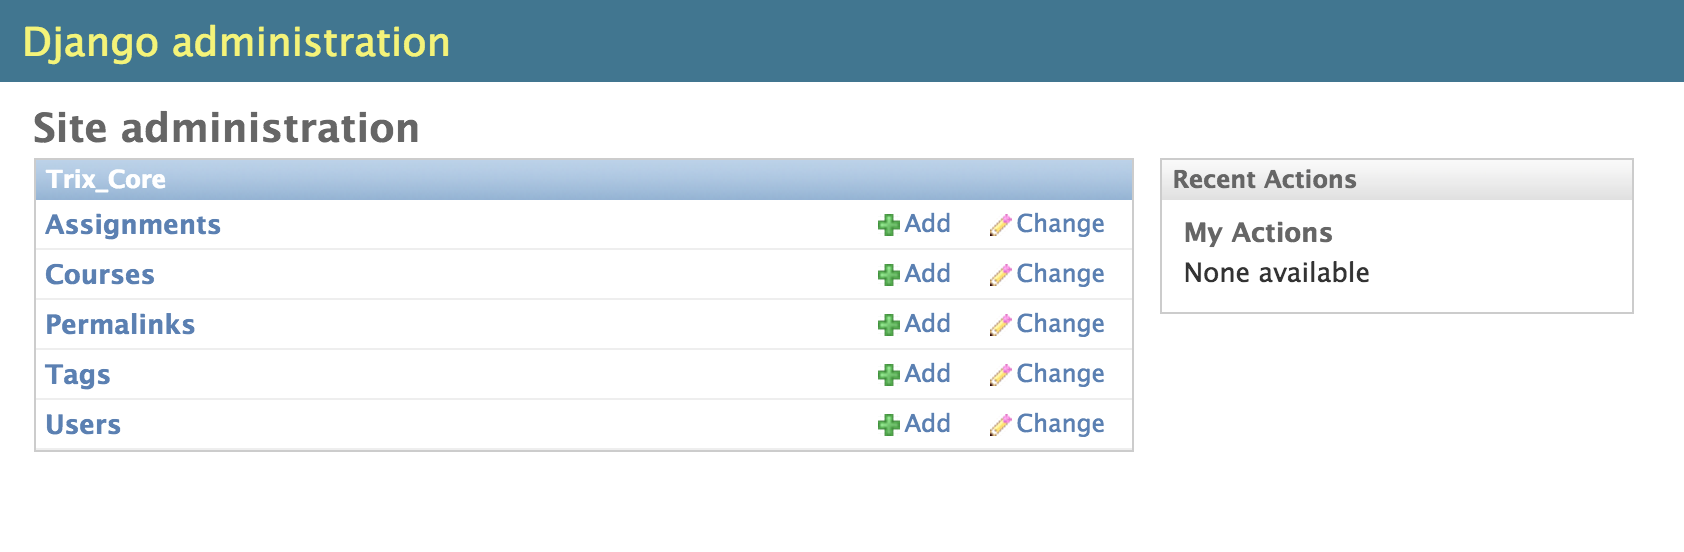 Django administration
Site administration
Trix_Core
Assignments Add Change
Courses Add Change
Permalinks Add Change
Tags Add Change
Users Add Change
Recent Actions
My Actions
None available